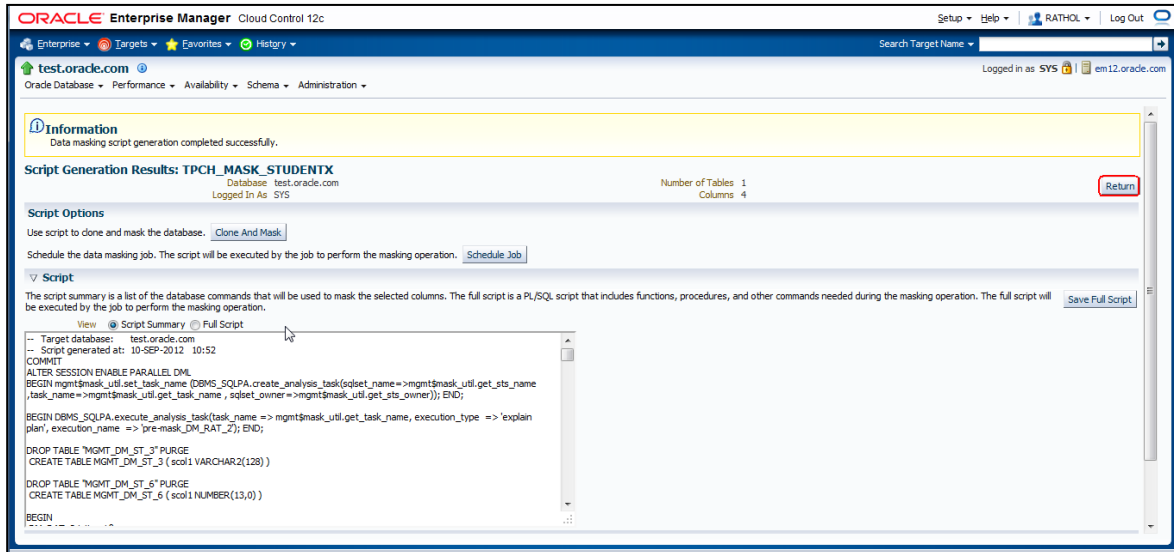 ORACLE Enterprise Manager Cloud Control 12c
Setup Help RATHOL Log Out
Enterprise Targets Favorites History
Search Target Name
test.oracle.com
Logged in as SYS em12.oracle.com
Oracle Database Performance Availability Schema Administration
Information
Data masking script generation completed successfully.
Script Generation Results: TPCH_MASK_STUDENTX
Database test.oracle.com
Number of Tables 1
Return
Logged In As SYS
Columns 4
Script Options
Use script to clone and mask the database. Clone And Mask
Schedule the data masking job. The script will be executed by the job to perform the masking operation. Schedule Job
Script
The script summary is a list of the database commands that will be used to mask the selected columns. The full script is a PL/SQL script that includes functions, procedures, and other commands needed during the masking operation. The full script will
be executed by the job to perform the masking operation.
Save Full Script
View Script Summary Full Script
-- Target database: test.oracle.com
-- Script generated at: 10-SEP-2012 10:52
COMMIT
ALTER SESSION ENABLE PARALLEL DML
BEGIN mgmt$mask_util.set_task_name (DBMS_SQLPA.create_analysis_task(sqlset_name=>mgmt$mask_util.get_sts_name
,task_name=>mgmt$mask_util.get_task_name , sqlset_owner=>mgmt$mask_util.get_sts_owner)); END;
BEGIN DBMS_SQLPA.execute_analysis_task(task_name => mgmt$mask_util.get_task_name, execution_type => 'explain
plan', execution_name => 'pre-mask_DM_RAT_2'); END;
DROP TABLE "MGMT_DM_ST_3" PURGE
CREATE TABLE MGMT_DM_ST_3 ( scol1 VARCHAR2(128) )
DROP TABLE "MGMT_DM_ST_6" PURGE
CREATE TABLE MGMT_DM_ST_6 ( scol1 NUMBER(13,0) )
BEGIN